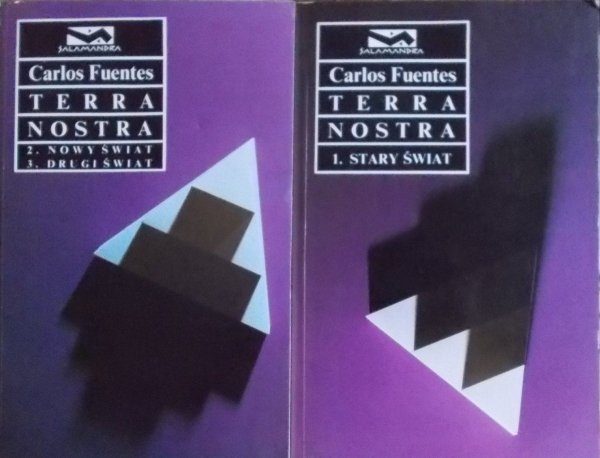 SALAMANDRA
Carlos Fuentes
TERRA
NOSTRA
2. NOWY ŚWIAT
3. DRUGI ŚWIAT
SALAMANDRA
Carlos Fuentes
TERRA
NOSTRA
1. STARY ŚWIAT